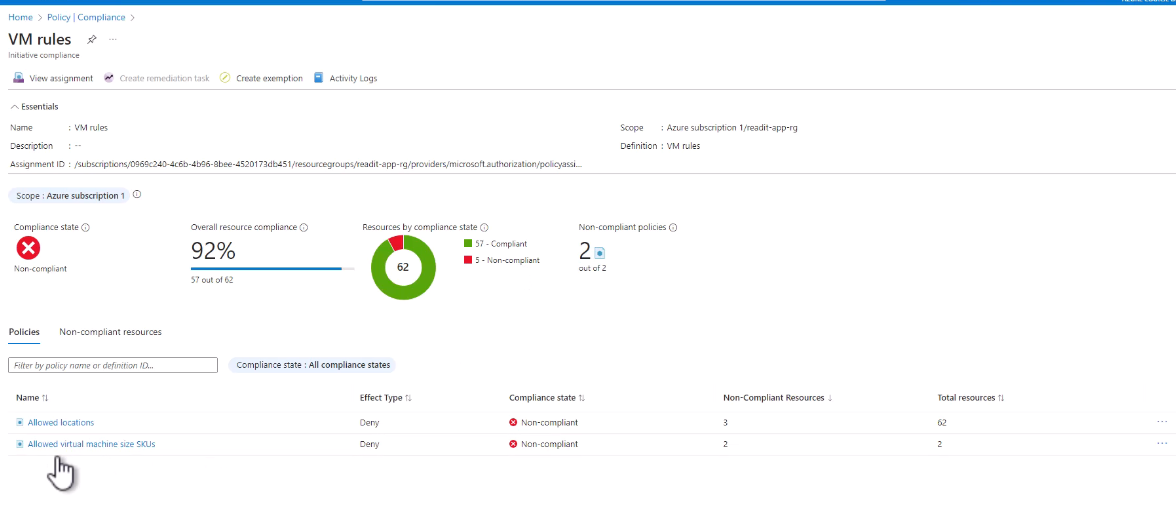 Home > Policy | Compliance >
VM rules ...
Initiative compliance
View assignment Create remediation task Create exemption Activity Logs
Essentials
Name : VM rules
Scope : Azure subscription 1/readit-app-rg
Description : --
Definition : VM rules
Assignment ID : /subscriptions/0969c240-4c6b-4b96-8bee-4520173db451/resourcegroups/readit-app-rg/providers/microsoft.authorization/policyassi...
Scope : Azure subscription 1
Compliance state
Non-compliant
Overall resource compliance
92%
57 out of 62
Resources by compliance state
62
57 - Compliant
5 - Non-compliant
Non-compliant policies
2
out of 2
Policies Non-compliant resources
Filter by policy name or definition ID...
Compliance state : All compliance states
Name ↑↓ Effect Type ↑↓ Compliance state ↑↓ Non-Compliant Resources ↓ Total resources ↑↓
Allowed locations Deny Non-compliant 3 62 ...
Allowed virtual machine size SKUs Deny Non-compliant 2 2 ...